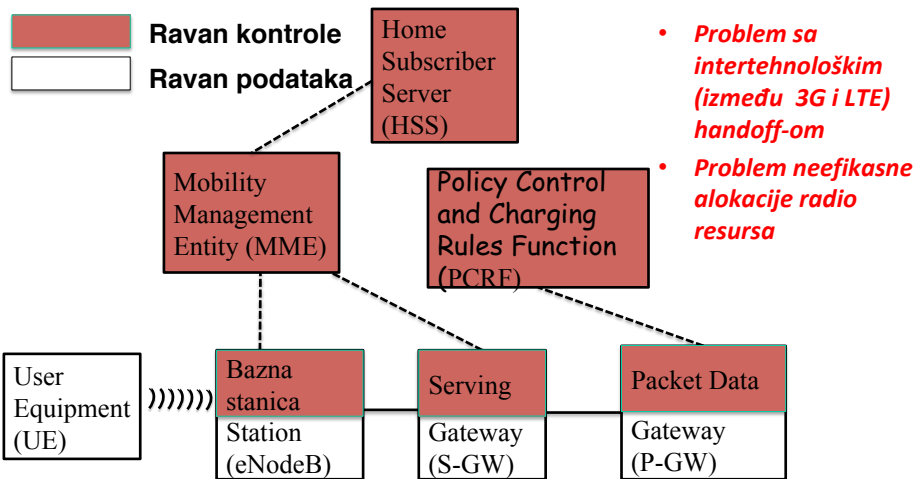 Ravan kontrole
Ravan podataka
Home
Subscriber
Server
(HSS)
• Problem sa
intertehnološkim
(između 3G i LTE)
handoff-om
• Problem neefikasne
alokacije radio
resursa
Mobility
Management
Entity (MME)
Policy Control
and Charging
Rules Function
(PCRF)
User
Equipment
(UE)
)))))))
Bazna
stanica
Station
(eNodeB)
Serving
Gateway
(S-GW)
Packet Data
Gateway
(P-GW)